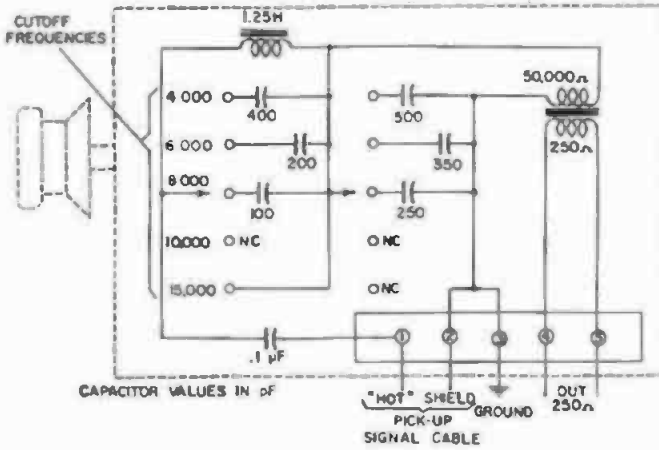 CUTOFF
FREQUENCIES
1.25H
4 000
400
500
50,000Ω
6 000
200
350
250Ω
8 000
100
250
10,000
NC
NC
15,000
NC
.1 µF
1
2
3
4
5
CAPACITOR VALUES IN pF
"HOT" SHIELD
GROUND
OUT
250Ω
PICK-UP
SIGNAL CABLE